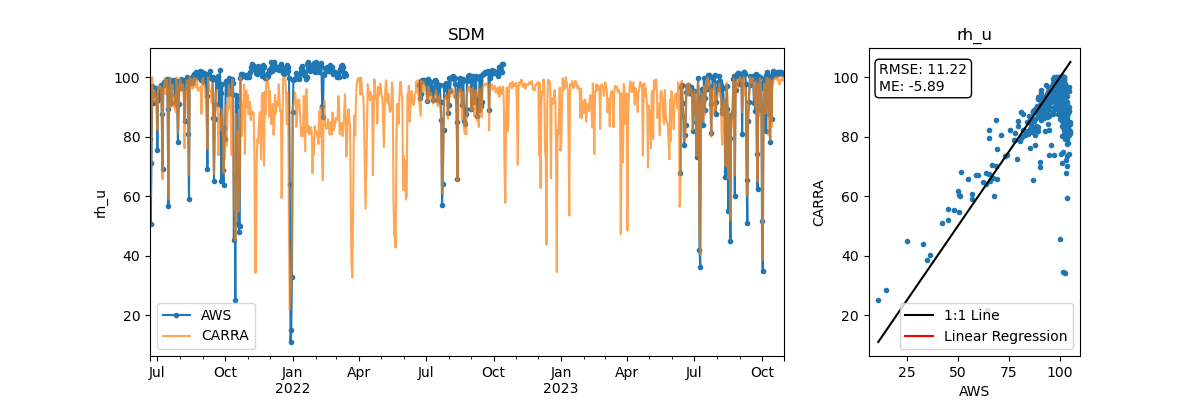 SDM
rh_u
100
80
60
40
20
rh_u
AWS
CARRA
Jul
Oct
Jan
2022
Apr
Jul
Oct
Jan
2023
Apr
Jul
Oct
rh_u
RMSE: 11.22
ME: -5.89
100
80
60
40
20
CARRA
1:1 Line
Linear Regression
25
50
75
100
AWS